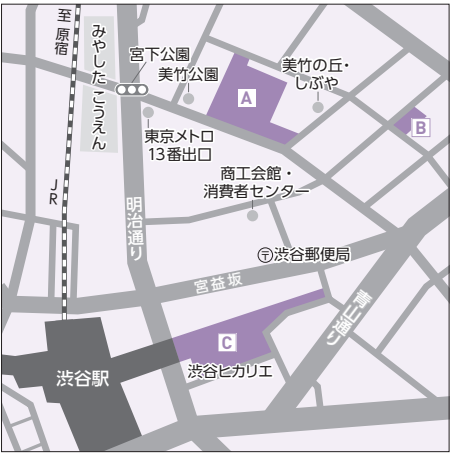 至 原宿
みやした こうえん
宮下公園
美竹公園
美竹の丘・
しぶや
A
B
東京メトロ
13番出口
商工会館・
消費者センター
JR
明治通り
〒渋谷郵便局
宮益坂
青山通り
C
渋谷ヒカリエ
渋谷駅